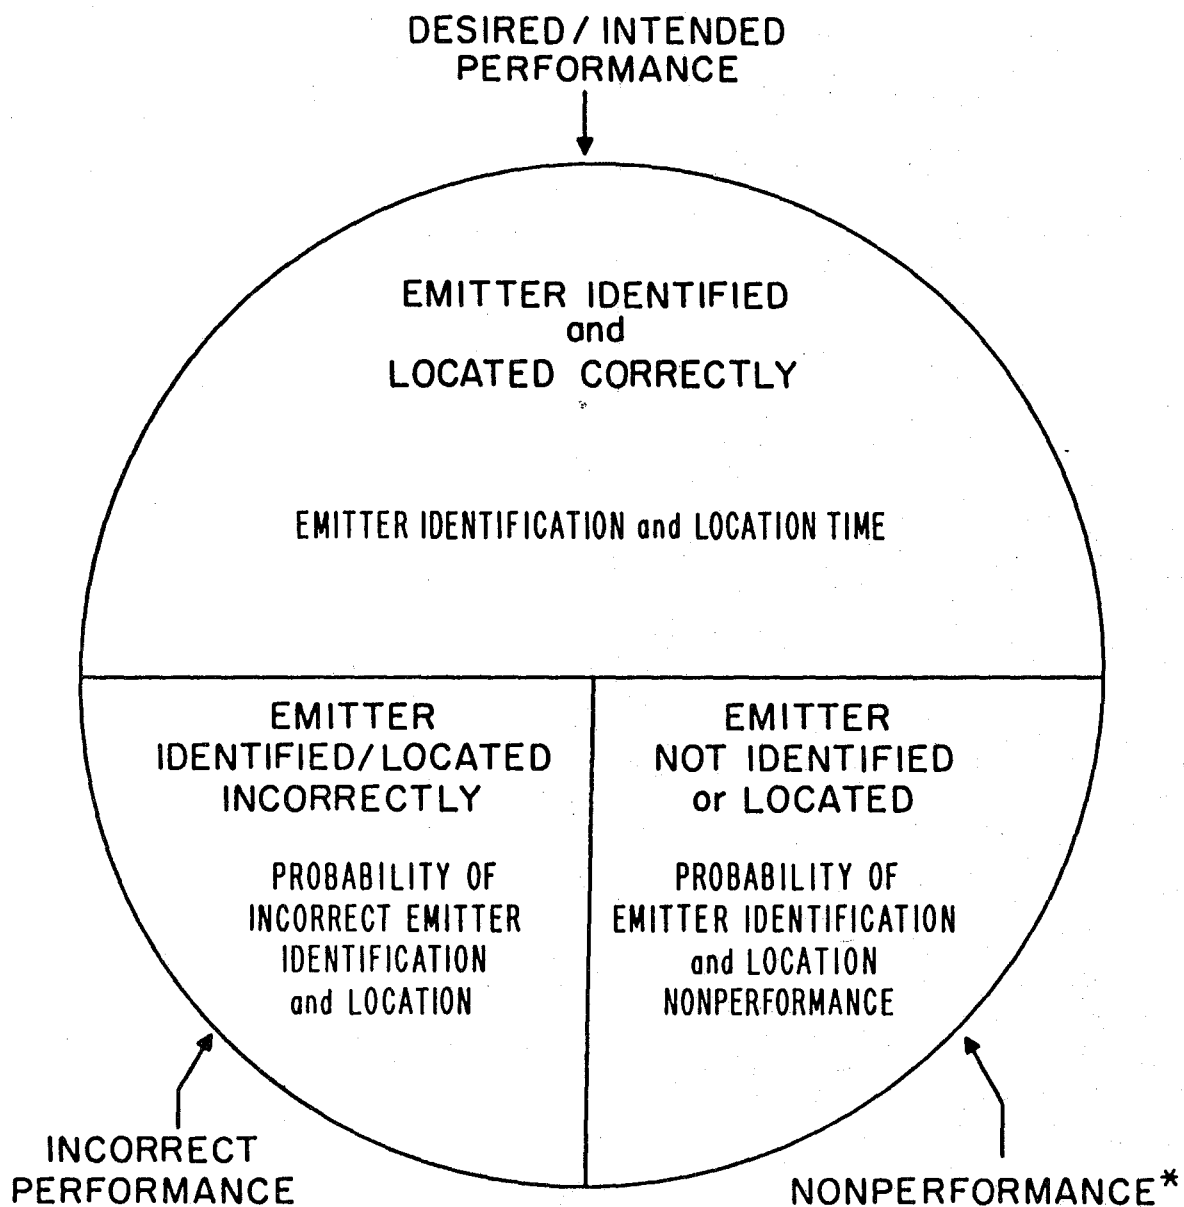 DESIRED / INTENDED
PERFORMANCE
EMITTER IDENTIFIED
and
LOCATED CORRECTLY
EMITTER IDENTIFICATION and LOCATION TIME
EMITTER
IDENTIFIED/LOCATED
INCORRECTLY
PROBABILITY OF
INCORRECT EMITTER
IDENTIFICATION
and LOCATION
EMITTER
NOT IDENTIFIED
or LOCATED
PROBABILITY OF
EMITTER IDENTIFICATION
and LOCATION
NONPERFORMANCE
INCORRECT
PERFORMANCE
NONPERFORMANCE*